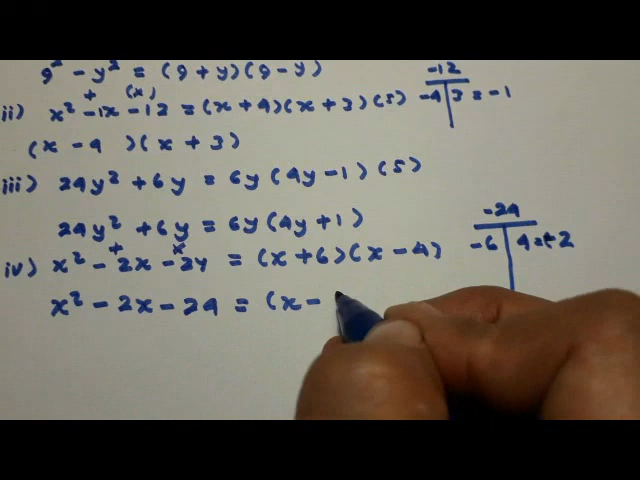 9² - y² = (9 + y)(9 - y)
-12
+ (x)
ii) x² - 1x - 12 = (x + 4)(x + 3) (5)
-4 3 = -1
(x - 4 )(x + 3)
iii) 24y² + 6y = 6y (4y - 1) (5)
24y² + 6y = 6y (4y + 1)
-24
+ x
iv) x² - 2x - 24 = (x + 6)(x - 4)
-6 4 = -2
x² - 2x - 24 = (x -